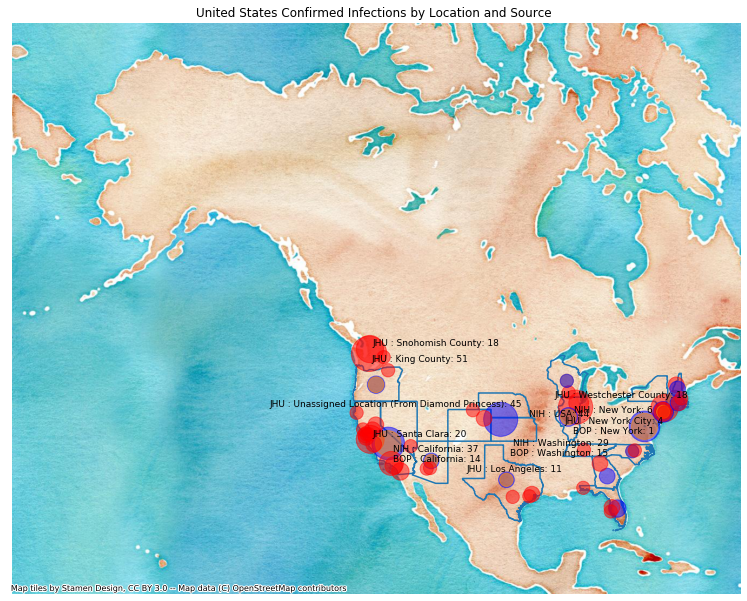 United States Confirmed Infections by Location and Source
JHU : Snohomish County: 18
JHU : King County: 51
JHU : Westchester County: 18
JHU : Unassigned Location (From Diamond Princess): 45
NIH : New York: 6
NIH : USA: 44
JHU : New York City: 4
BOP : New York: 1
JHU : Santa Clara: 20
NIH : Washington: 29
NIH : California: 37
BOP : Washington: 15
BOP : California: 14
JHU : Los Angeles: 11
Map tiles by Stamen Design, CC BY 3.0 -- Map data (C) OpenStreetMap contributors